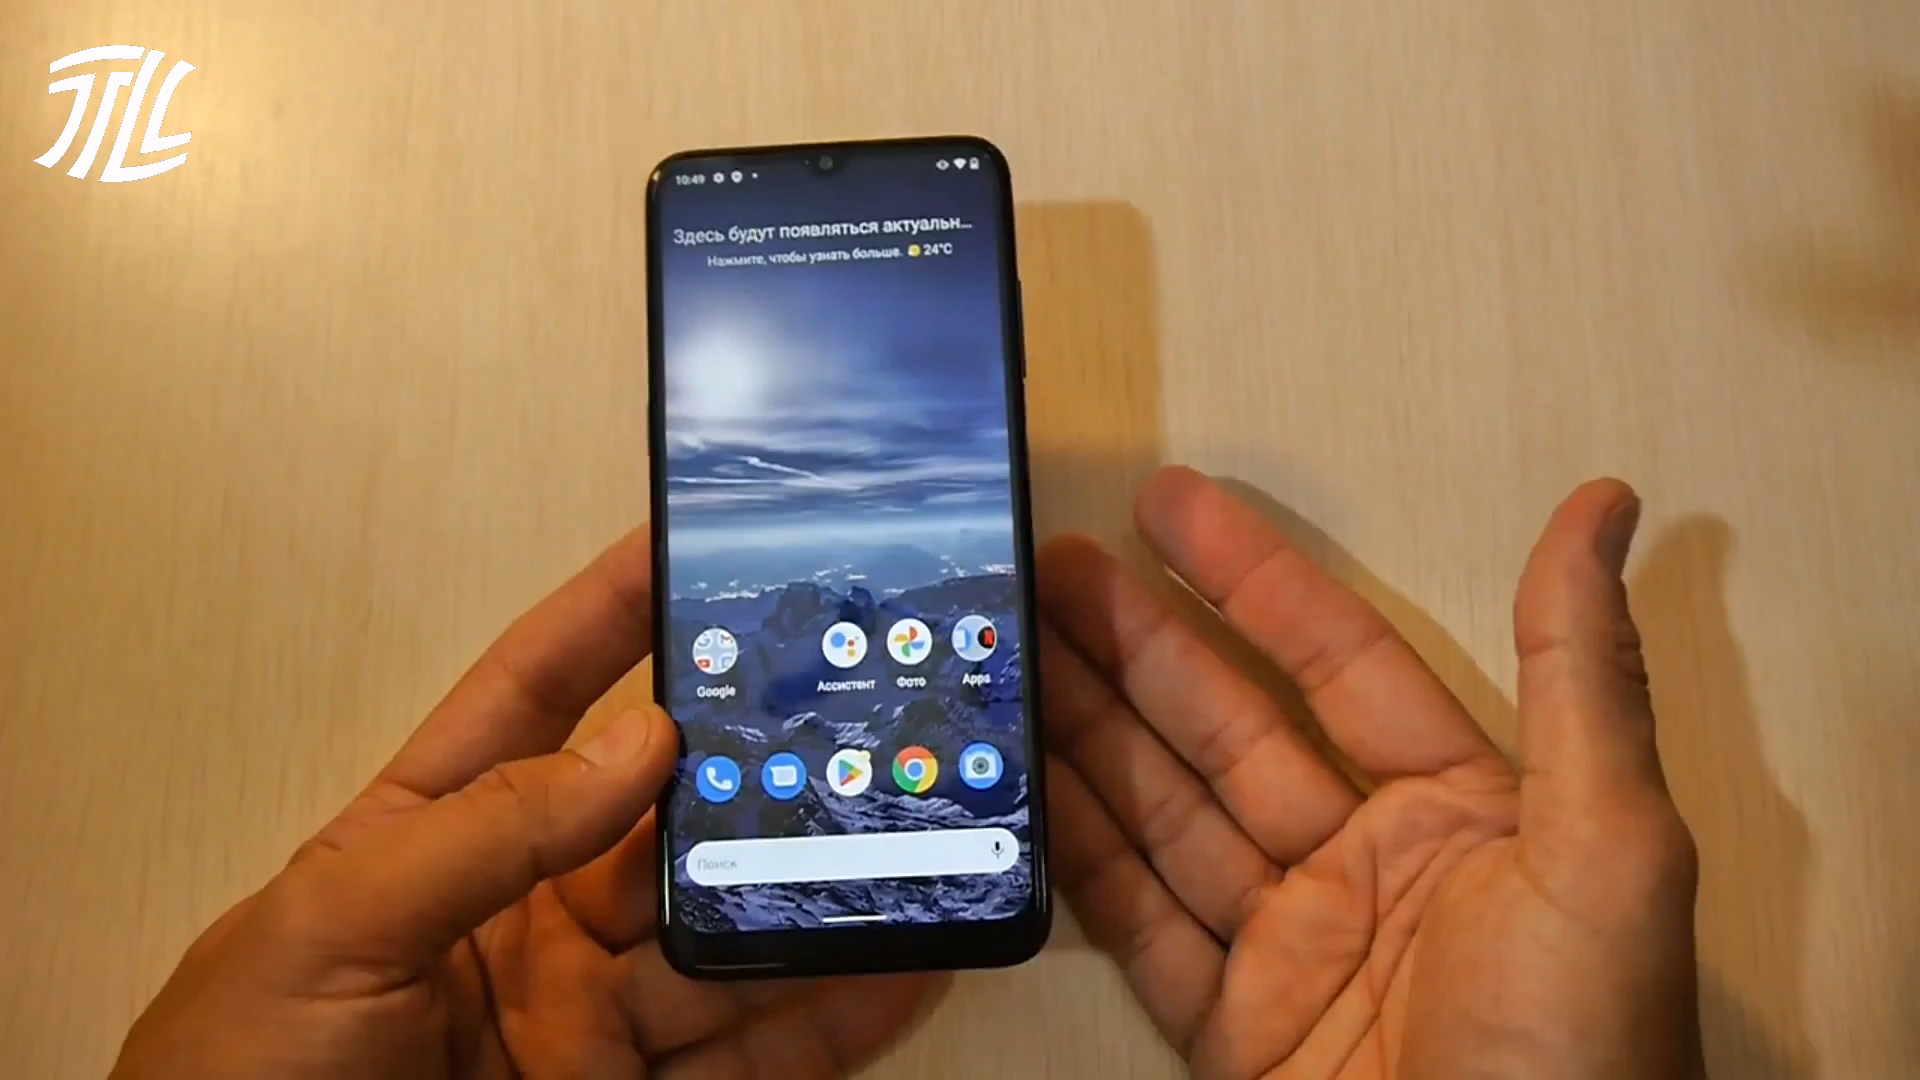 10:49
Здесь будут появляться актуальн...
Нажмите, чтобы узнать больше. 24°C
Google
Ассистент
Фото
Apps
Поиск